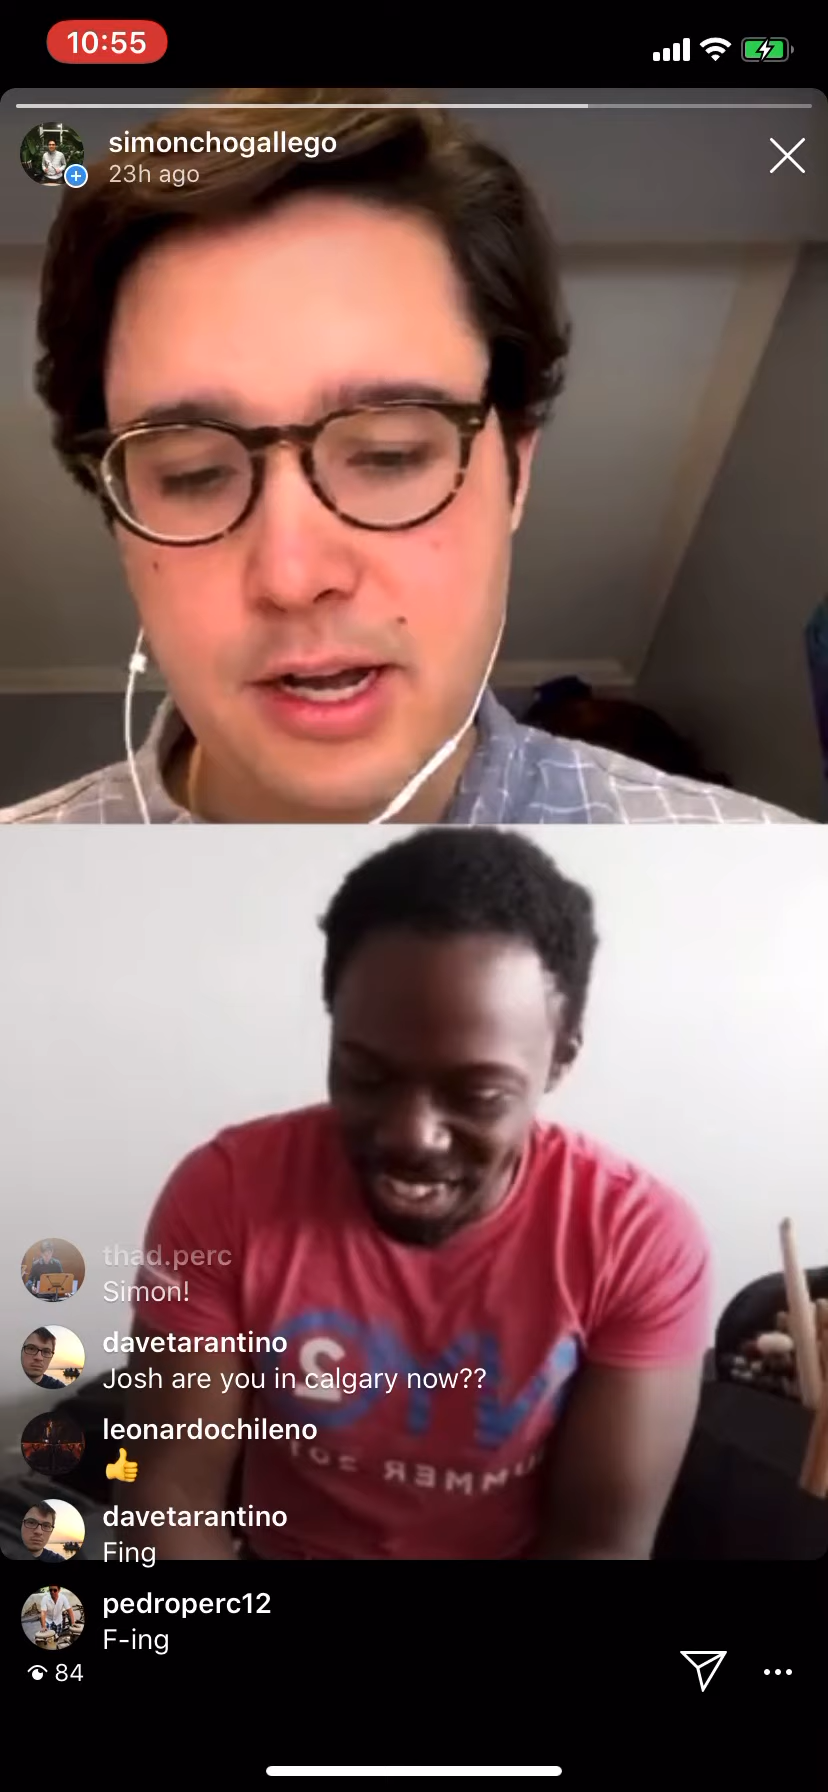 10:55
simonchogallego
23h ago
thad.perc
Simon!
davetarantino
Josh are you in calgary now??
leonardochileno
👍
davetarantino
Fing
pedroperc12
F-ing
84